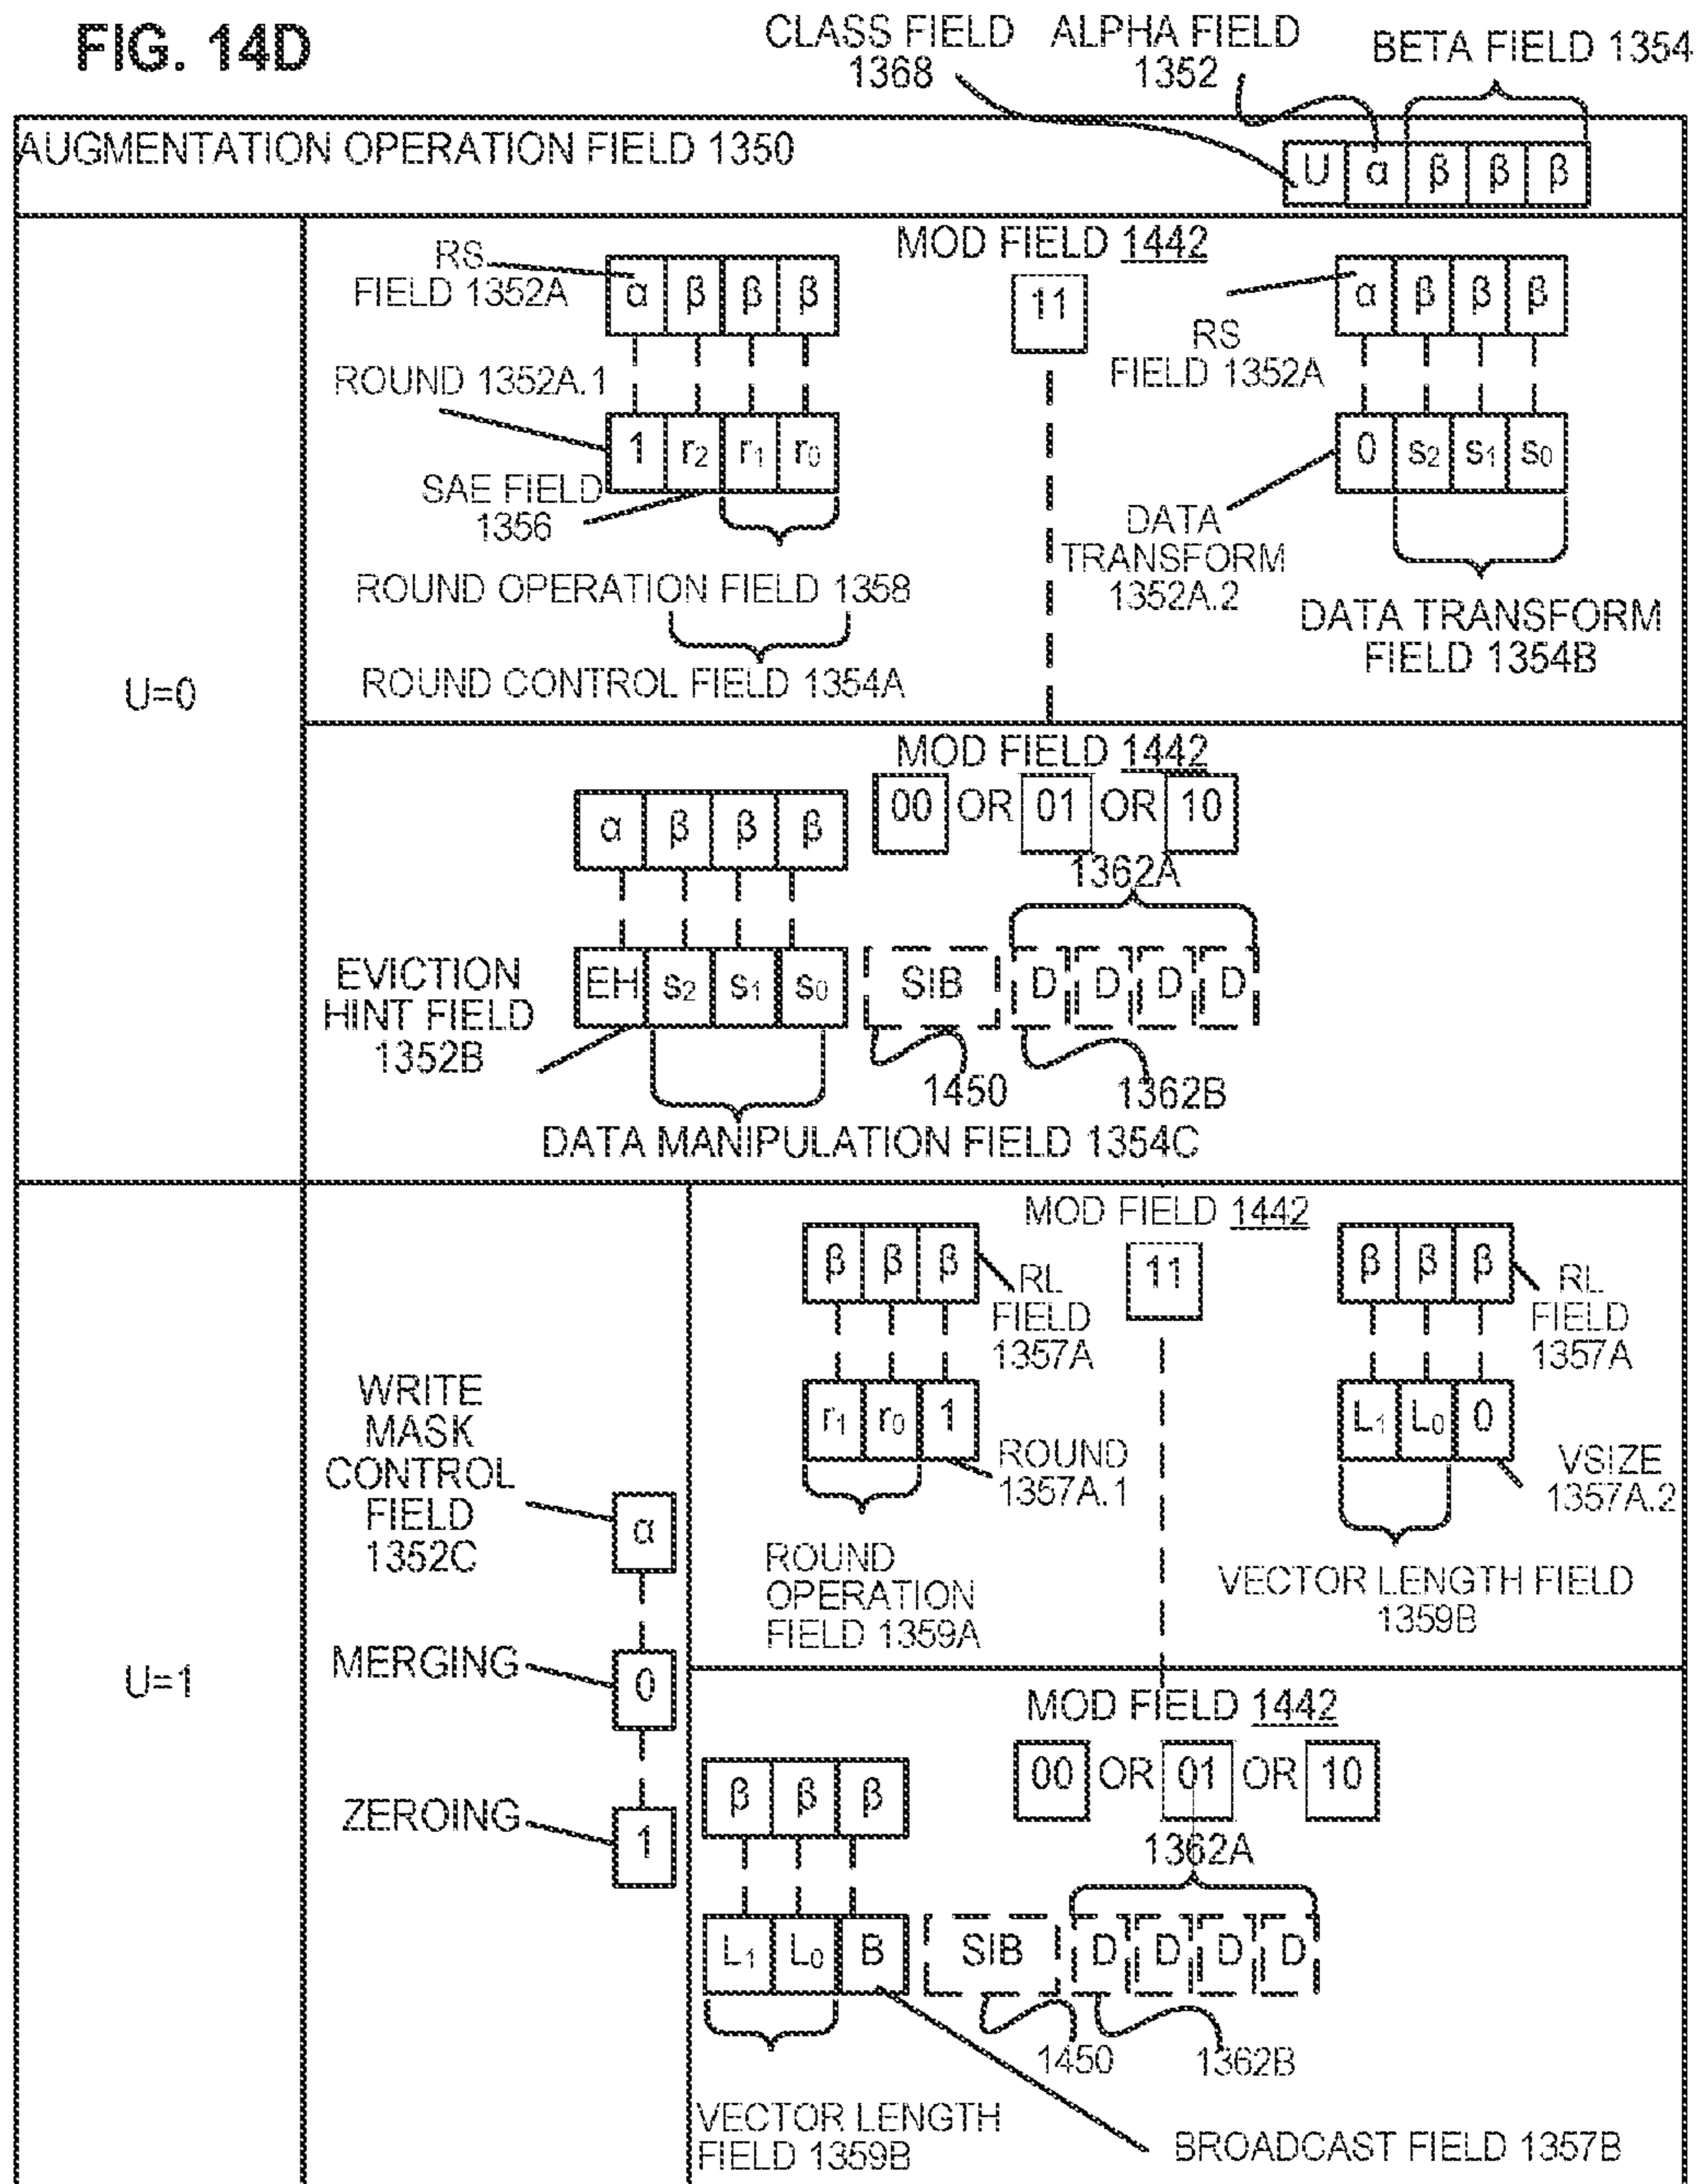 FIG. 14D
CLASS FIELD
1368
ALPHA FIELD
1352
BETA FIELD 1354
AUGMENTATION OPERATION FIELD 1350
U α β β β
U=0
MOD FIELD 1442
11
RS
FIELD 1352A
α β β β
ROUND 1352A.1
1 r2 r1 r0
SAE FIELD
1356
ROUND OPERATION FIELD 1358
ROUND CONTROL FIELD 1354A
α β β β
RS
FIELD 1352A
0 s2 s1 s0
DATA
TRANSFORM
1352A.2
DATA TRANSFORM
FIELD 1354B
MOD FIELD 1442
00 OR 01 OR 10
α β β β
1362A
EVICTION
HINT FIELD
1352B
EH s2 s1 s0 SIB D D D D
1450
1362B
DATA MANIPULATION FIELD 1354C
U=1
WRITE
MASK
CONTROL
FIELD
1352C
α
MERGING
0
ZEROING
1
MOD FIELD 1442
11
β β β
RL
FIELD
1357A
r1 r0 1
ROUND
1357A.1
ROUND
OPERATION
FIELD 1359A
β β β
RL
FIELD
1357A
L1 L0 0
VSIZE
1357A.2
VECTOR LENGTH FIELD
1359B
MOD FIELD 1442
00 OR 01 OR 10
β β β
1362A
L1 L0 B SIB D D D D
1450
1362B
VECTOR LENGTH
FIELD 1359B
BROADCAST FIELD 1357B